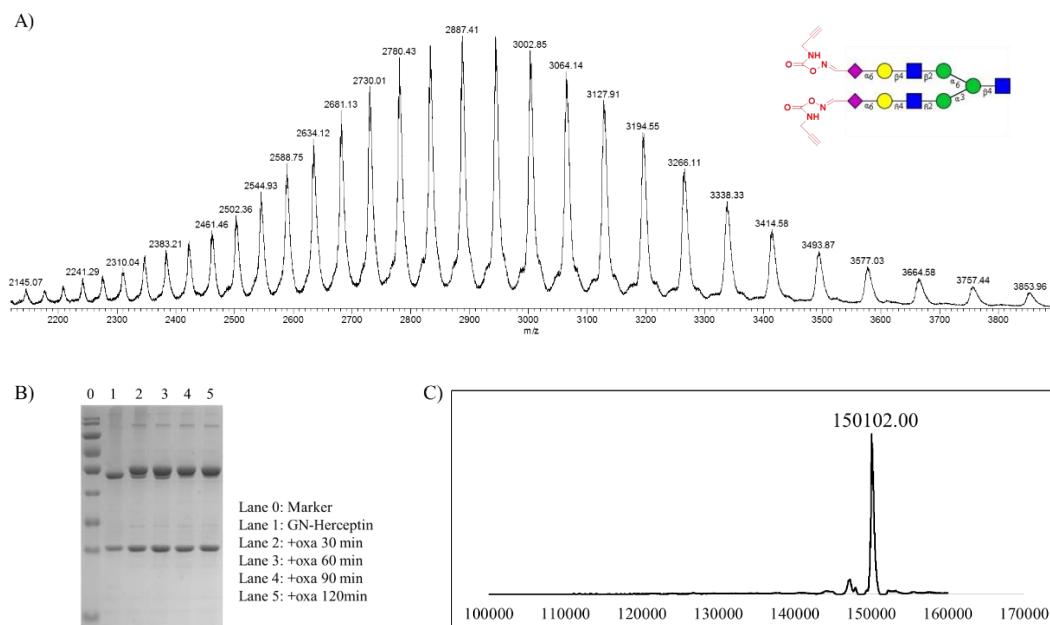 A)
2145.07
2241.29
2310.04
2383.21
2461.46
2502.36
2544.93
2588.75
2634.12
2681.13
2730.01
2780.43
2887.41
3002.85
3064.14
3127.91
3194.55
3266.11
3338.33
3414.58
3493.87
3577.03
3664.58
3757.44
3853.96
2200 2300 2400 2500 2600 2700 2800 2900 3000 3100 3200 3300 3400 3500 3600 3700 3800
m/z
NH
O O N
α6 β4 β2 α6
β4
O O N
NH
α6 β4 β2 α3
B)
0 1 2 3 4 5
Lane 0: Marker
Lane 1: GN-Herceptin
Lane 2: +oxa 30 min
Lane 3: +oxa 60 min
Lane 4: +oxa 90 min
Lane 5: +oxa 120min
C)
150102.00
100000 110000 120000 130000 140000 150000 160000 170000